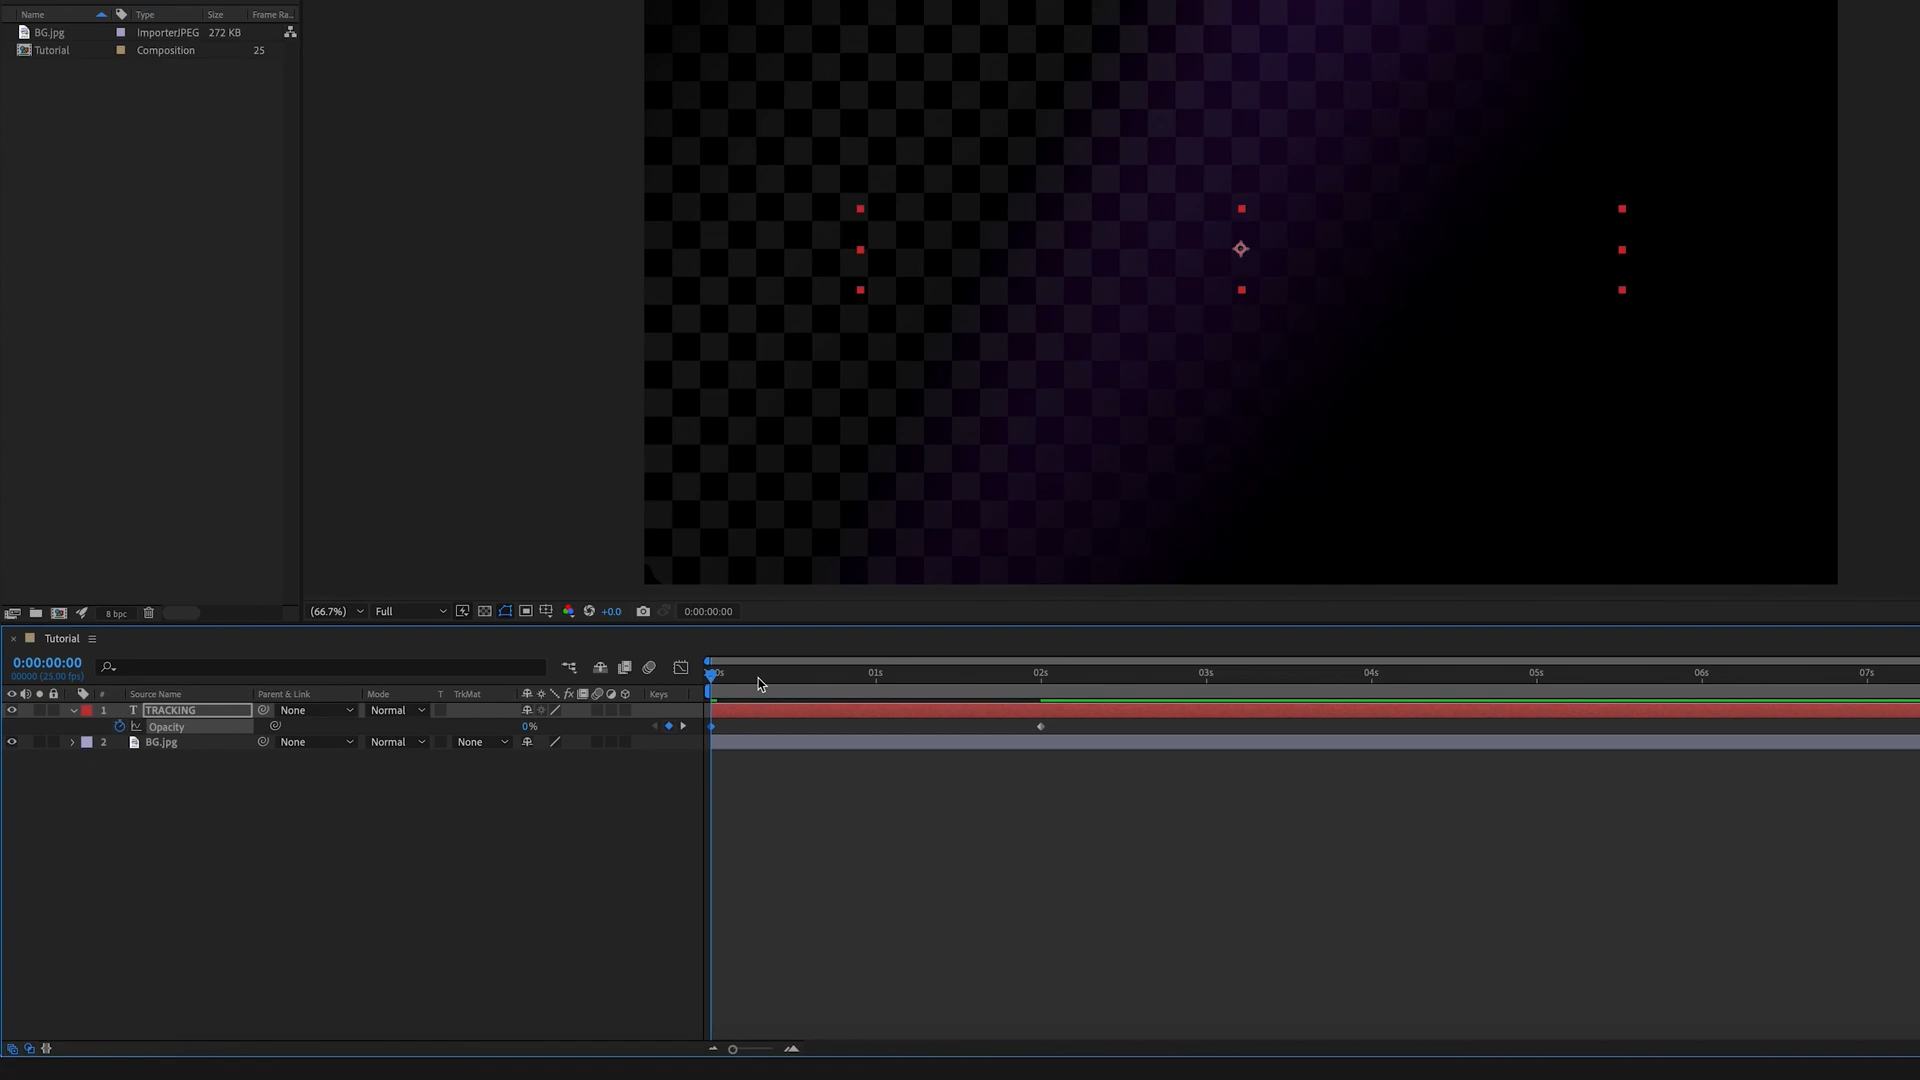 Name Type Size Frame Ra...
BG.jpg ImporterJPEG 272 KB
Tutorial Composition 25
8 bpc
(66.7%) Full +0.0 0:00:00:00
Tutorial
0:00:00:00
00000 (25.00 fps)
01s 02s 03s 04s 05s 06s 07s
# Source Name Parent & Link Mode T TrkMat fx Keys
1 T TRACKING None Normal
Opacity 0%
2 BG.jpg None Normal None